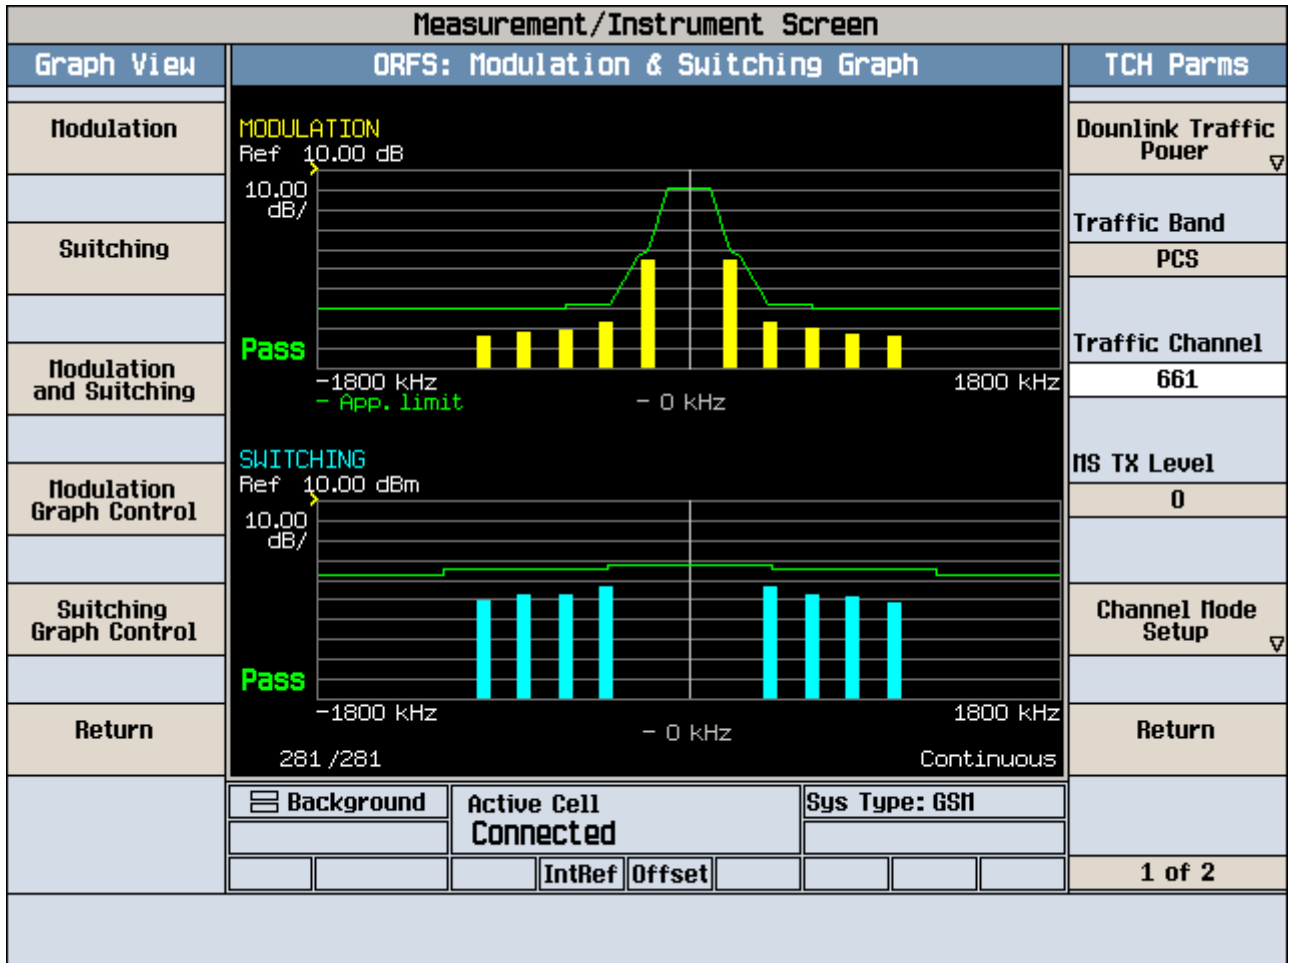 Measurement/Instrument Screen
Graph View
ORFS: Modulation & Switching Graph
TCH Parms
Modulation
Switching
Modulation
and Switching
Modulation
Graph Control
Switching
Graph Control
Return
MODULATION
Ref 10.00 dB
10.00
dB/
Pass
-1800 kHz
1800 kHz
- App. limit
- 0 kHz
SWITCHING
Ref 10.00 dBm
10.00
dB/
Pass
-1800 kHz
1800 kHz
- 0 kHz
281 /281
Continuous
Downlink Traffic
Power
Traffic Band
PCS
Traffic Channel
661
MS TX Level
0
Channel Mode
Setup
Return
1 of 2
Background
Active Cell
Connected
Sys Type: GSM
IntRef
Offset